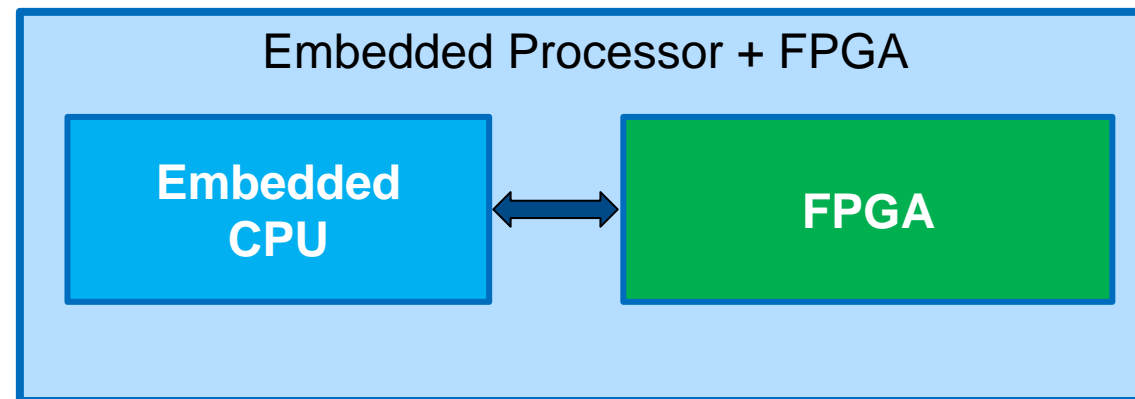 Embedded Processor + FPGA
Embedded
CPU
FPGA